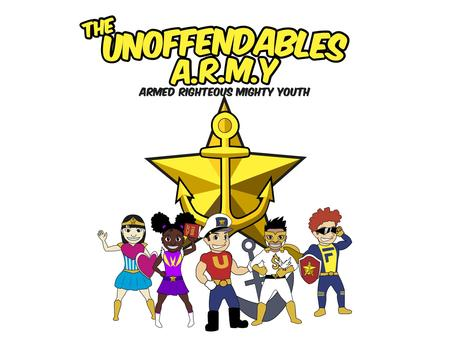 THE
UNOFFENDABLES
A.R.M.Y
ARMED RIGHTEOUS MIGHTY YOUTH
W
U
F